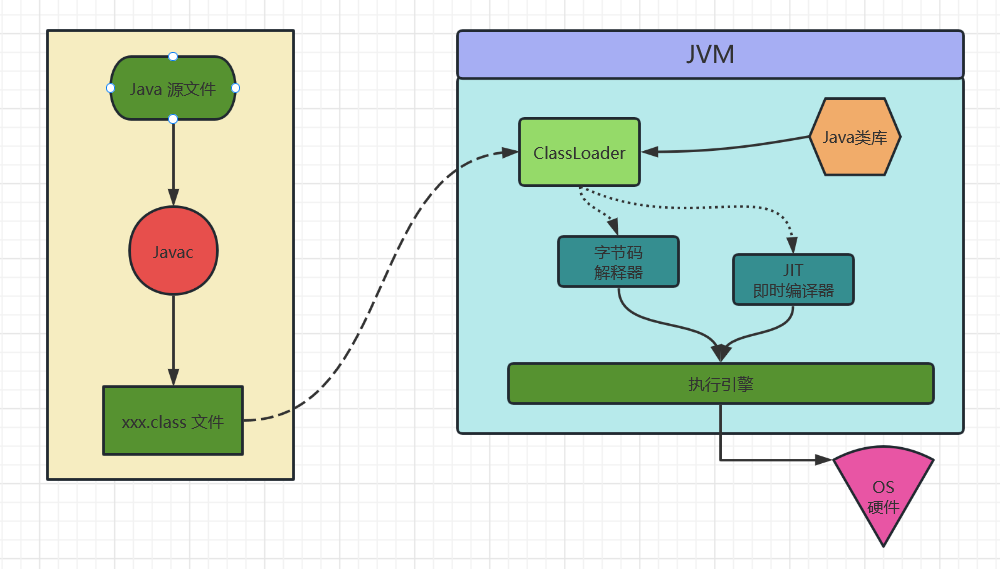 Java 源文件
Javac
xxx.class 文件
JVM
ClassLoader
Java类库
字节码
解释器
JIT
即时编译器
执行引擎
OS
硬件